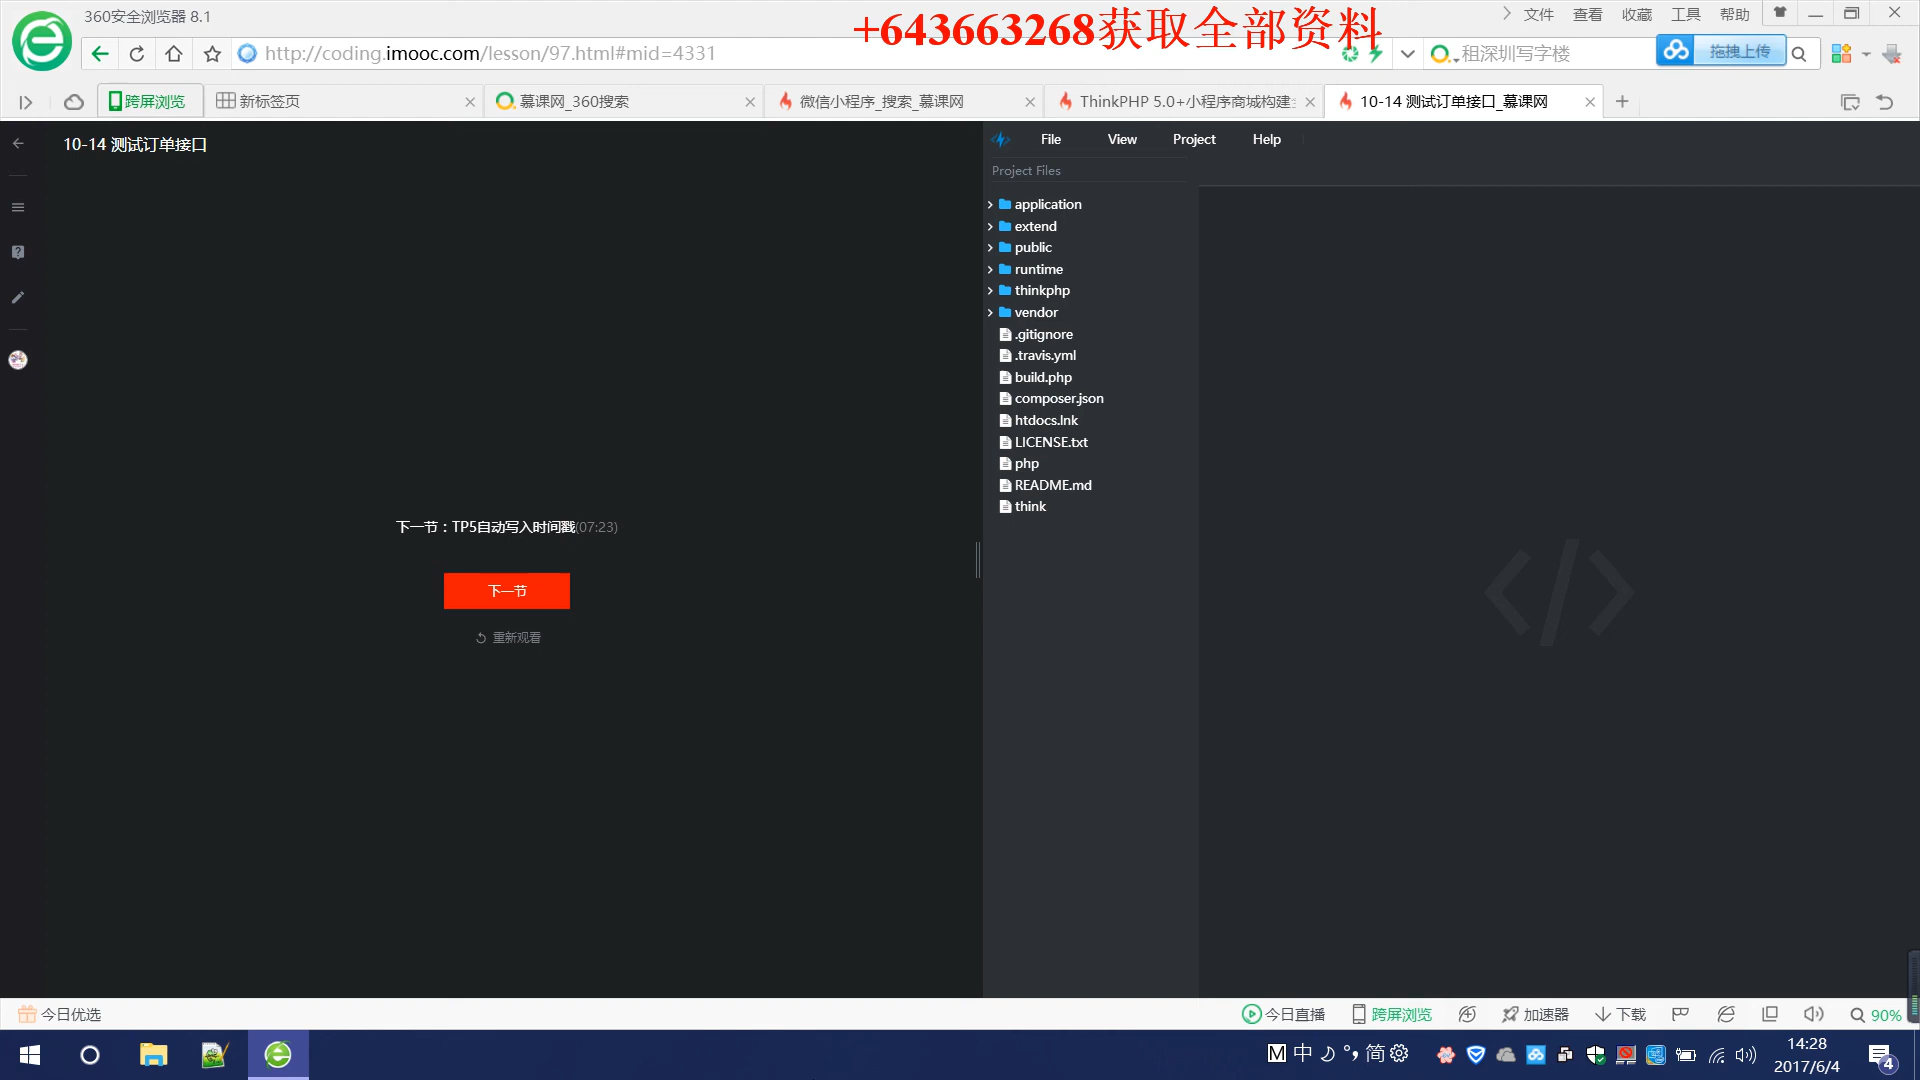 360安全浏览器 8.1
+643663268获取全部资料
文件 查看 收藏 工具 帮助
http://coding.imooc.com/lesson/97.html#mid=4331
租深圳写字楼
拖拽上传
跨屏浏览
新标签页
慕课网_360搜索
微信小程序_搜索_慕课网
ThinkPHP 5.0+小程序商城构建
10-14 测试订单接口_慕课网
10-14 测试订单接口
File View Project Help
Project Files
application
extend
public
runtime
thinkphp
vendor
.gitignore
.travis.yml
build.php
composer.json
htdocs.lnk
LICENSE.txt
php
README.md
think
下一节：TP5自动写入时间戳(07:23)
下一节
重新观看
</>
今日优选
今日直播
跨屏浏览
加速器
下载
90%
M 中 简
14:28
2017/6/4
4